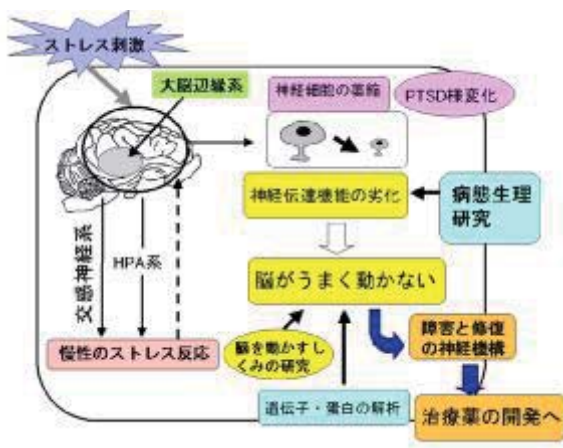 ストレス刺激
大脳辺縁系
神経細胞の萎縮
PTSD様変化
神経伝達機能の劣化
病態生理
研究
交感神経系
HPA系
脳がうまく動かない
慢性のストレス反応
脳を動かすし
くみの研究
障害と修復
の神経機構
遺伝子・蛋白の解析
治療薬の開発へ